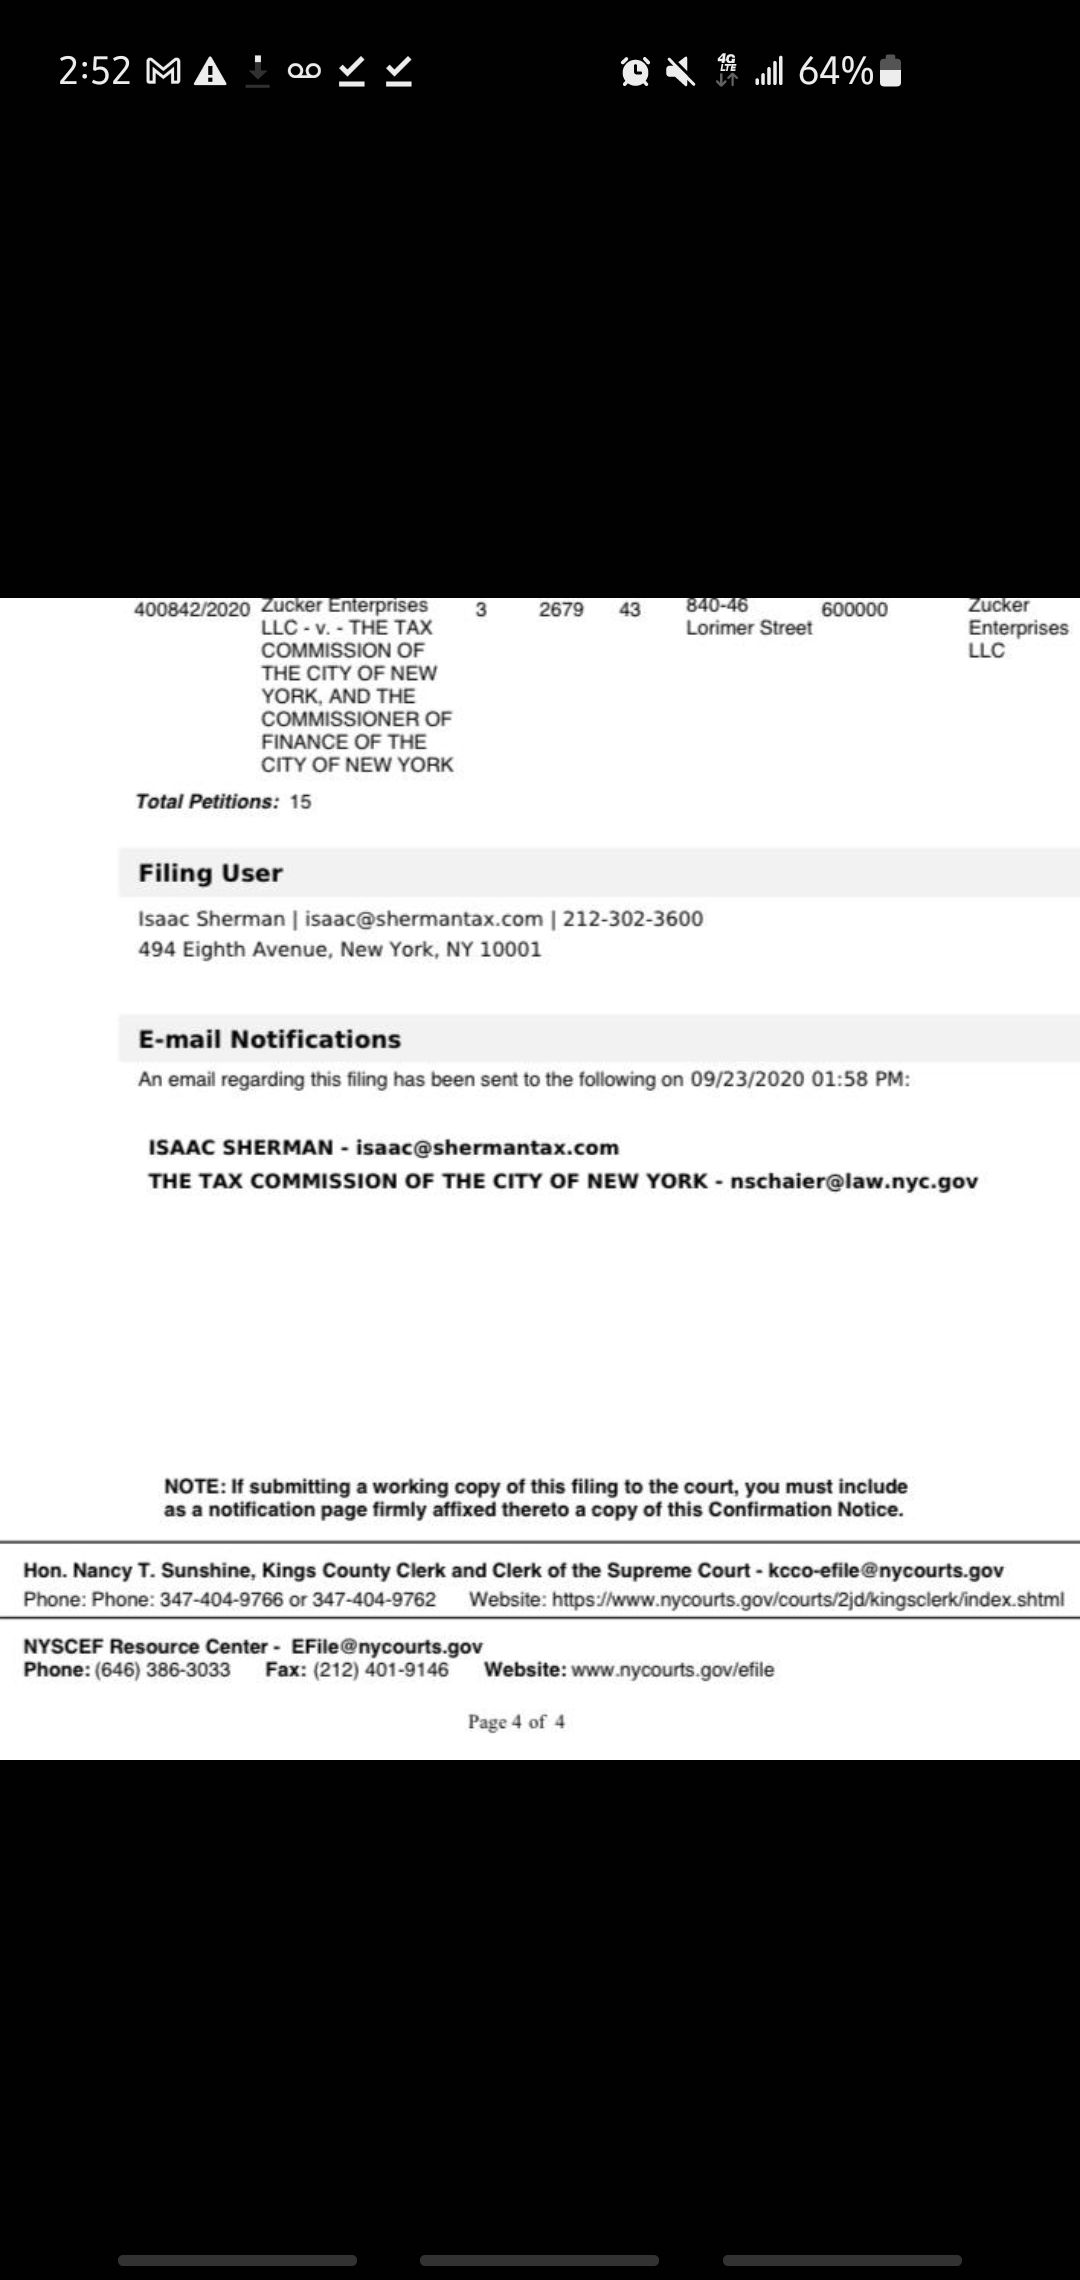 2:52 64%
4G
LTE
400842/2020 Zucker Enterprises 3 2679 43 840-46 600000 Zucker
LLC - v. - THE TAX Lorimer Street Enterprises
COMMISSION OF LLC
THE CITY OF NEW
YORK, AND THE
COMMISSIONER OF
FINANCE OF THE
CITY OF NEW YORK
Total Petitions: 15
Filing User
Isaac Sherman | isaac@shermantax.com | 212-302-3600
494 Eighth Avenue, New York, NY 10001
E-mail Notifications
An email regarding this filing has been sent to the following on 09/23/2020 01:58 PM:
ISAAC SHERMAN - isaac@shermantax.com
THE TAX COMMISSION OF THE CITY OF NEW YORK - nschaier@law.nyc.gov
NOTE: If submitting a working copy of this filing to the court, you must include
as a notification page firmly affixed thereto a copy of this Confirmation Notice.
Hon. Nancy T. Sunshine, Kings County Clerk and Clerk of the Supreme Court - kcco-efile@nycourts.gov
Phone: Phone: 347-404-9766 or 347-404-9762 Website: https://www.nycourts.gov/courts/2jd/kingsclerk/index.shtml
NYSCEF Resource Center - EFile@nycourts.gov
Phone: (646) 386-3033 Fax: (212) 401-9146 Website: www.nycourts.gov/efile
Page 4 of 4